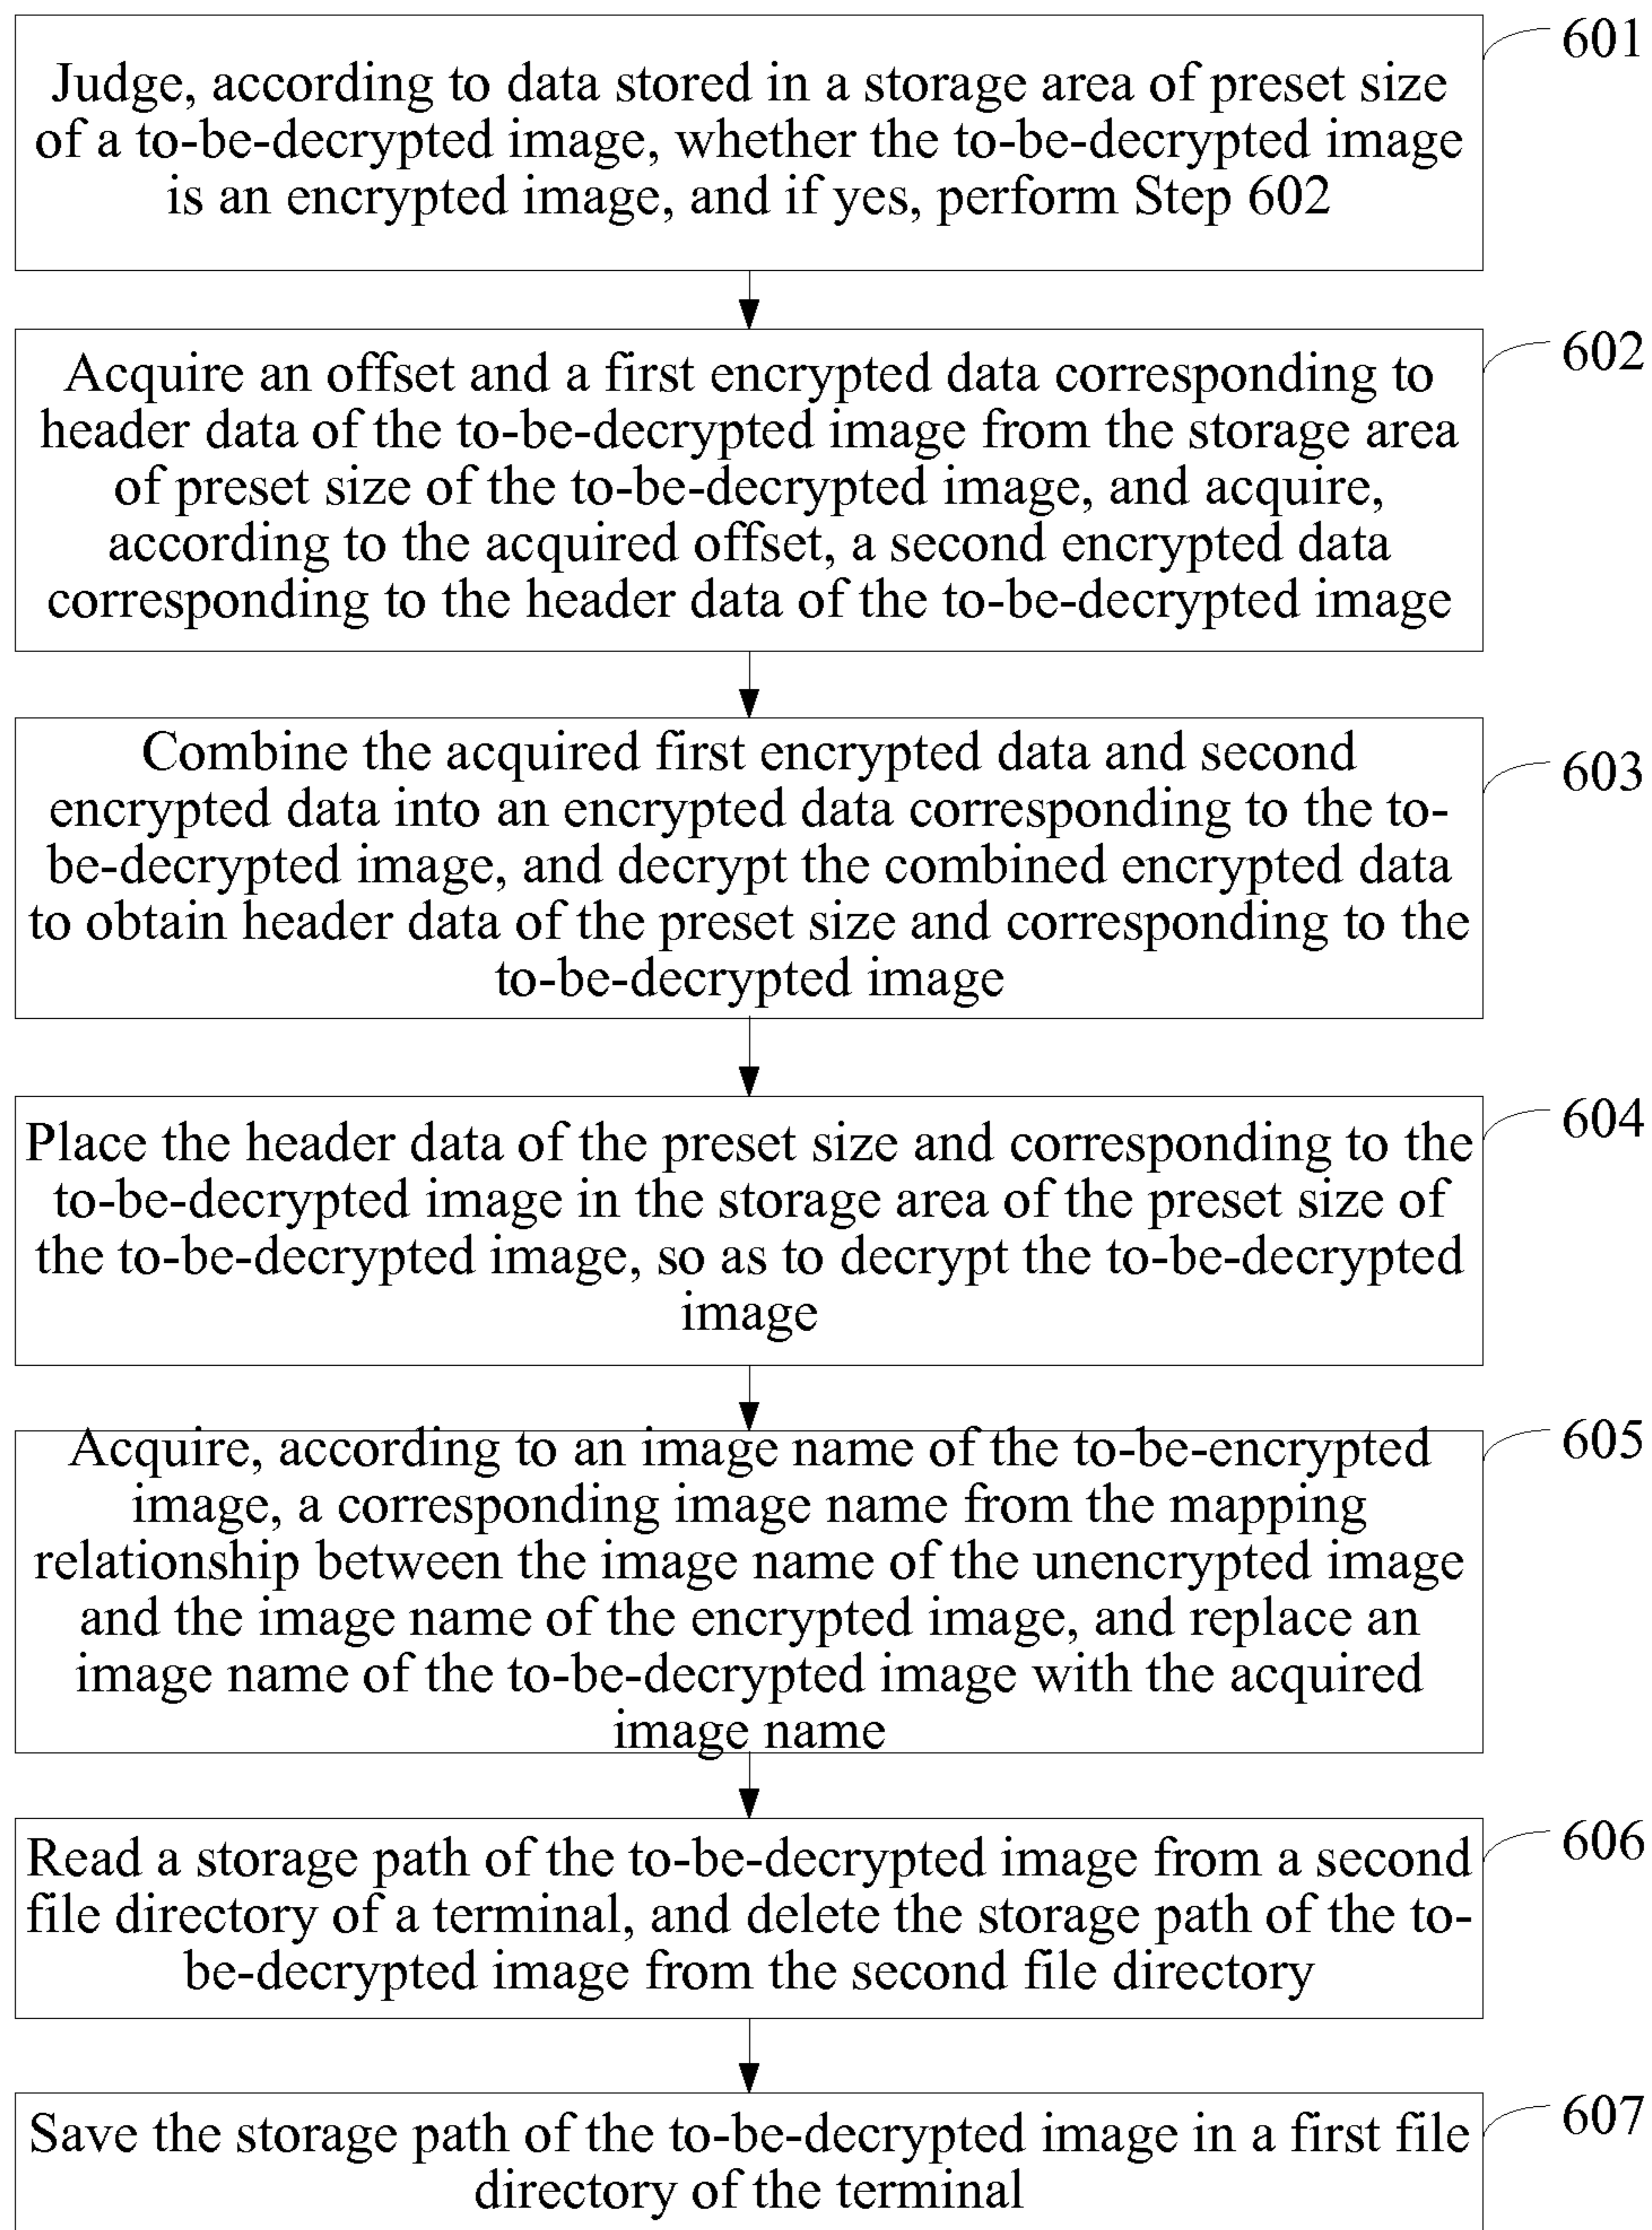 601
Judge, according to data stored in a storage area of preset size
of a to-be-decrypted image, whether the to-be-decrypted image
is an encrypted image, and if yes, perform Step 602
602
Acquire an offset and a first encrypted data corresponding to
header data of the to-be-decrypted image from the storage area
of preset size of the to-be-decrypted image, and acquire,
according to the acquired offset, a second encrypted data
corresponding to the header data of the to-be-decrypted image
603
Combine the acquired first encrypted data and second
encrypted data into an encrypted data corresponding to the to-
be-decrypted image, and decrypt the combined encrypted data
to obtain header data of the preset size and corresponding to the
to-be-decrypted image
604
Place the header data of the preset size and corresponding to the
to-be-decrypted image in the storage area of the preset size of
the to-be-decrypted image, so as to decrypt the to-be-decrypted
image
605
Acquire, according to an image name of the to-be-encrypted
image, a corresponding image name from the mapping
relationship between the image name of the unencrypted image
and the image name of the encrypted image, and replace an
image name of the to-be-decrypted image with the acquired
image name
606
Read a storage path of the to-be-decrypted image from a second
file directory of a terminal, and delete the storage path of the to-
be-decrypted image from the second file directory
607
Save the storage path of the to-be-decrypted image in a first file
directory of the terminal